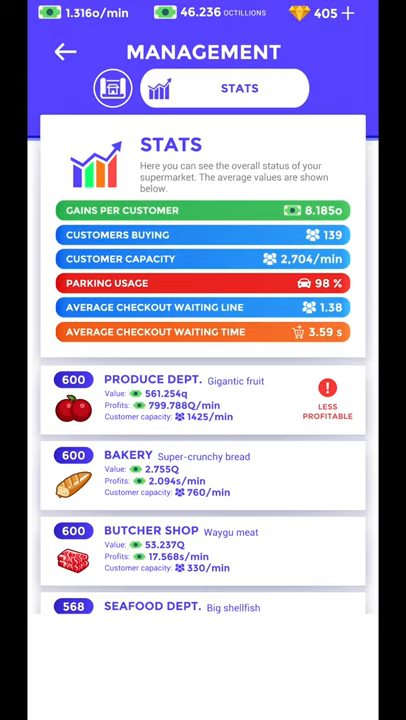 1.316o/min 46.236 OCTILLIONS 405 +
MANAGEMENT
STATS
STATS
Here you can see the overall status of your
supermarket. The average values are shown
below.
GAINS PER CUSTOMER 8.185o
CUSTOMERS BUYING 139
CUSTOMER CAPACITY 2,704/min
PARKING USAGE 98 %
AVERAGE CHECKOUT WAITING LINE 1.38
AVERAGE CHECKOUT WAITING TIME 3.59 s
600 PRODUCE DEPT. Gigantic fruit
Value: 561.254q
Profits: 799.788Q/min
Customer capacity: 1425/min
LESS
PROFITABLE
600 BAKERY Super-crunchy bread
Value: 2.755Q
Profits: 2.094s/min
Customer capacity: 760/min
600 BUTCHER SHOP Waygu meat
Value: 53.237Q
Profits: 17.568s/min
Customer capacity: 330/min
568 SEAFOOD DEPT. Big shellfish